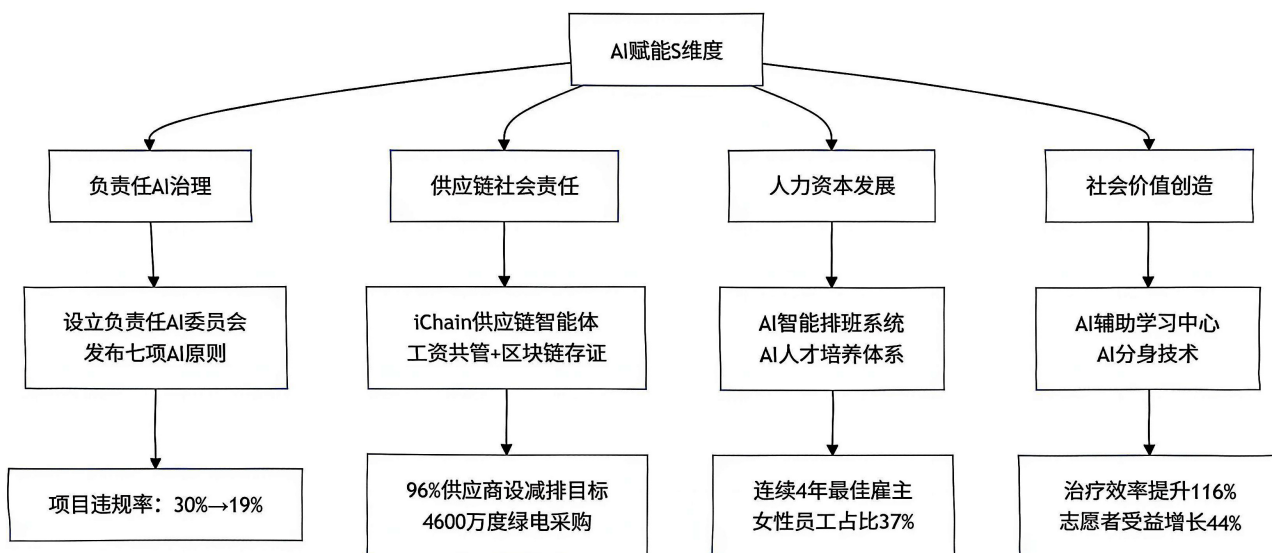 AI赋能S维度
负责任AI治理
供应链社会责任
人力资本发展
社会价值创造
设立负责任AI委员会
发布七项AI原则
iChain供应链智能体
工资共管+区块链存证
AI智能排班系统
AI人才培养体系
AI辅助学习中心
AI分身技术
项目违规率：30%→19%
96%供应商设减排目标
4600万度绿电采购
连续4年最佳雇主
女性员工占比37%
治疗效率提升116%
志愿者受益增长44%